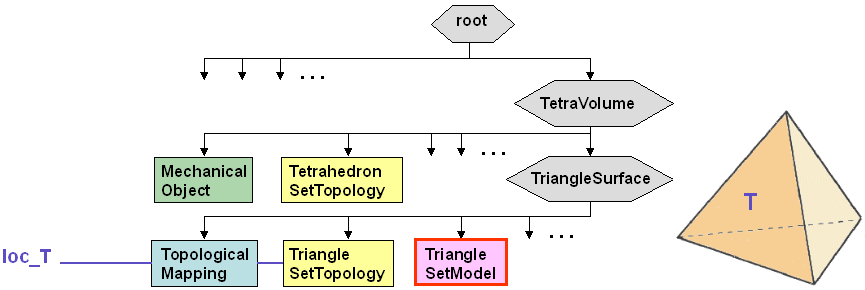 root
...
TetraVolume
...
Mechanical
Object
Tetrahedron
SetTopology
TriangleSurface
T
...
loc_T
Topological
Mapping
Triangle
SetTopology
Triangle
SetModel